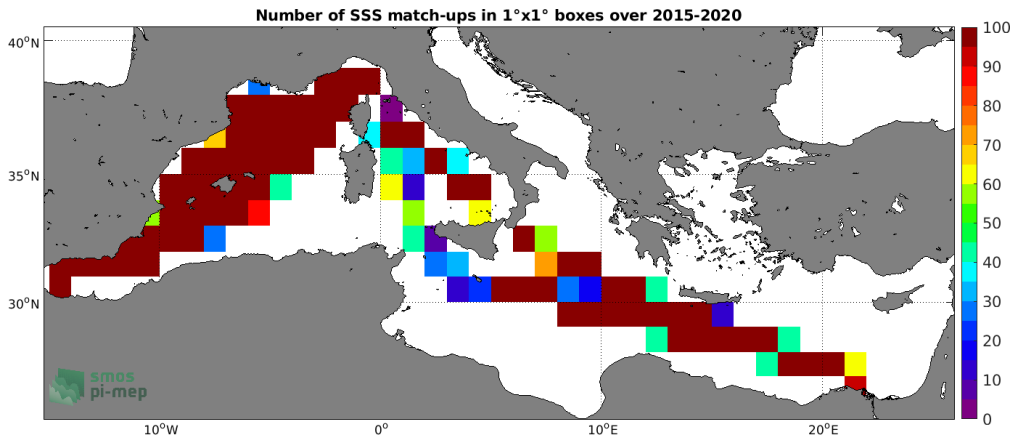 Number of SSS match-ups in 1°x1° boxes over 2015-2020
40°N
35°N
30°N
10°W
0°
10°E
20°E
100
90
80
70
60
50
40
30
20
10
0
smos
pi-mep